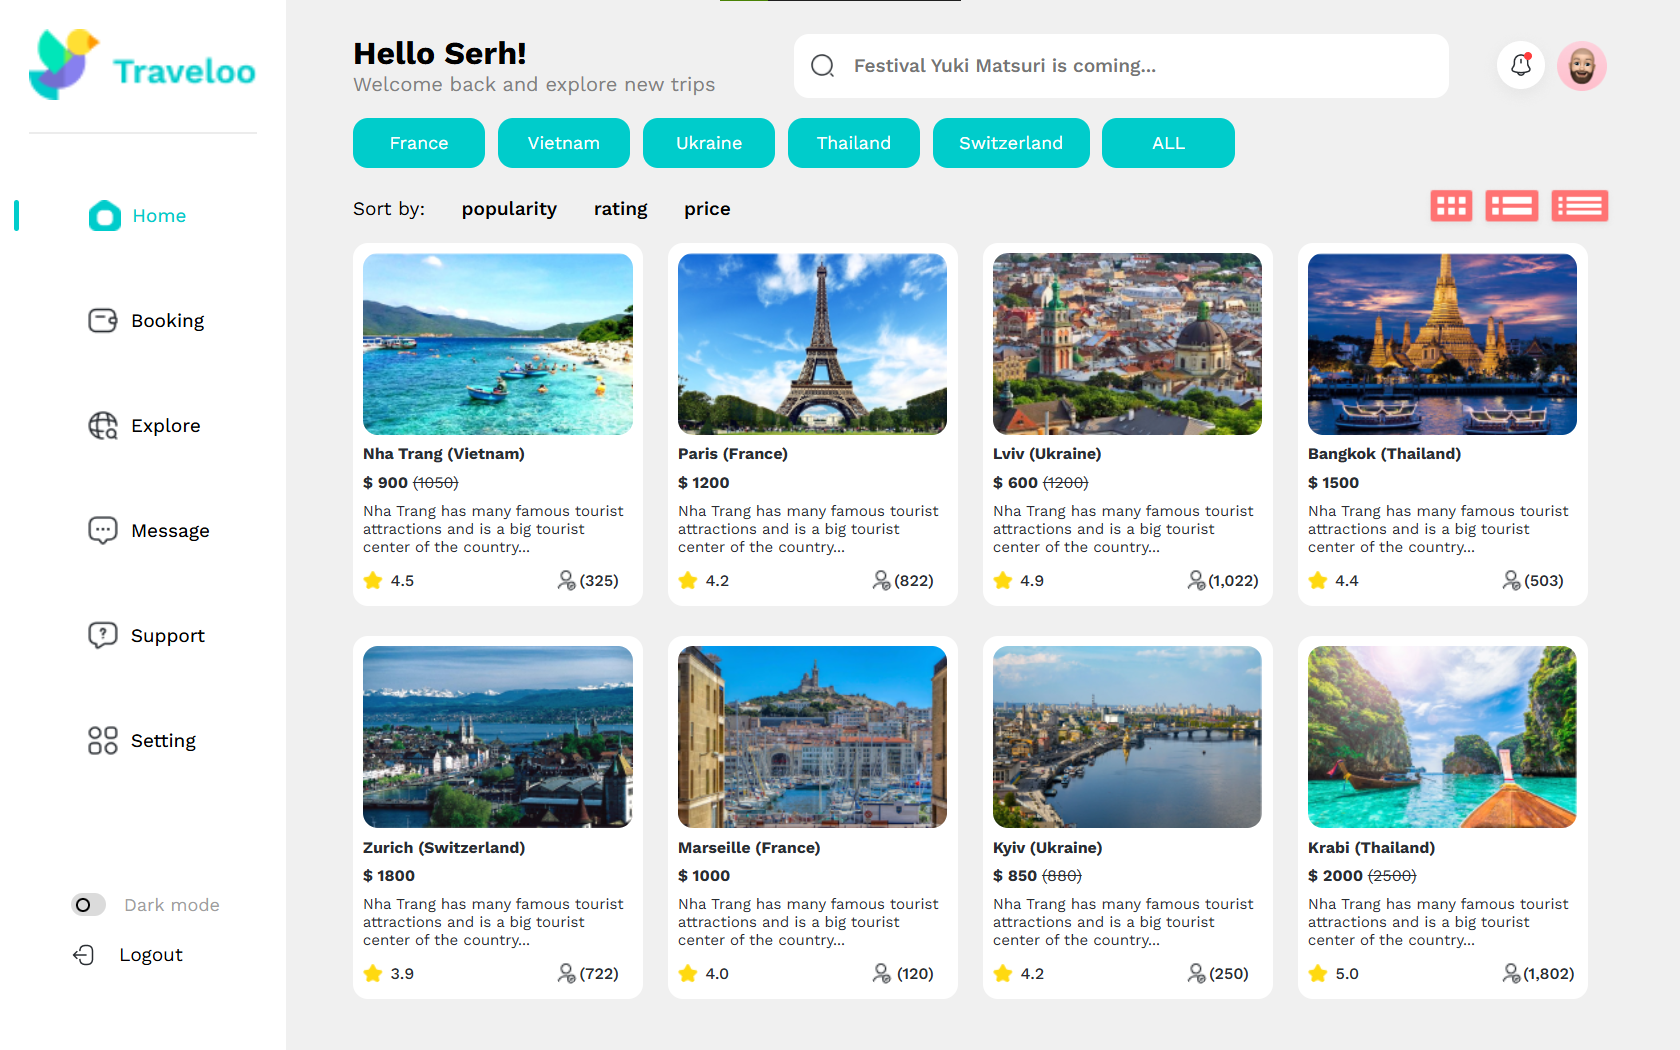 Traveloo
Hello Serh!
Welcome back and explore new trips
Festival Yuki Matsuri is coming...
France
Vietnam
Ukraine
Thailand
Switzerland
ALL
Sort by: popularity rating price
Home
Booking
Explore
Message
Support
Setting
Dark mode
Logout
Nha Trang (Vietnam)
$ 900 (1050)
Nha Trang has many famous tourist
attractions and is a big tourist
center of the country...
4.5 (325)
Paris (France)
$ 1200
Nha Trang has many famous tourist
attractions and is a big tourist
center of the country...
4.2 (822)
Lviv (Ukraine)
$ 600 (1200)
Nha Trang has many famous tourist
attractions and is a big tourist
center of the country...
4.9 (1,022)
Bangkok (Thailand)
$ 1500
Nha Trang has many famous tourist
attractions and is a big tourist
center of the country...
4.4 (503)
Zurich (Switzerland)
$ 1800
Nha Trang has many famous tourist
attractions and is a big tourist
center of the country...
3.9 (722)
Marseille (France)
$ 1000
Nha Trang has many famous tourist
attractions and is a big tourist
center of the country...
4.0 (120)
Kyiv (Ukraine)
$ 850 (880)
Nha Trang has many famous tourist
attractions and is a big tourist
center of the country...
4.2 (250)
Krabi (Thailand)
$ 2000 (2500)
Nha Trang has many famous tourist
attractions and is a big tourist
center of the country...
5.0 (1,802)